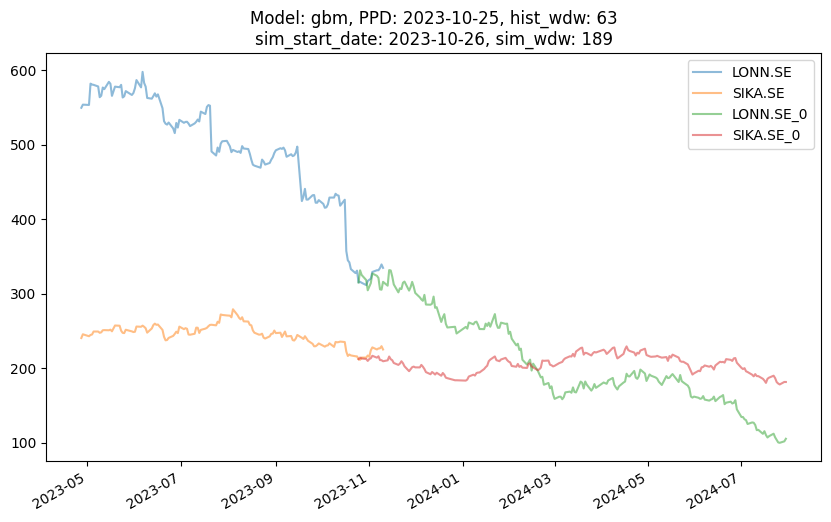 Model: gbm, PPD: 2023-10-25, hist_wdw: 63
sim_start_date: 2023-10-26, sim_wdw: 189
LONN.SE
SIKA.SE
LONN.SE_0
SIKA.SE_0
600
500
400
300
200
100
2023-05
2023-07
2023-09
2023-11
2024-01
2024-03
2024-05
2024-07